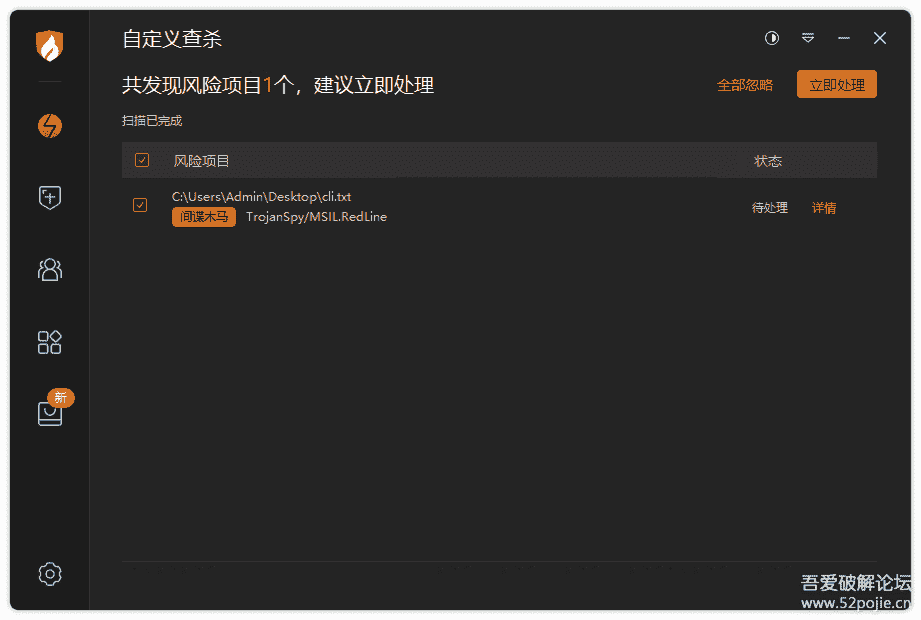 自定义查杀
共发现风险项目1个，建议立即处理
全部忽略
立即处理
扫描已完成
风险项目
状态
C:\Users\Admin\Desktop\cli.txt
间谍木马 TrojanSpy/MSIL.RedLine
待处理 详情
新
吾爱破解论坛
www.52pojie.cn